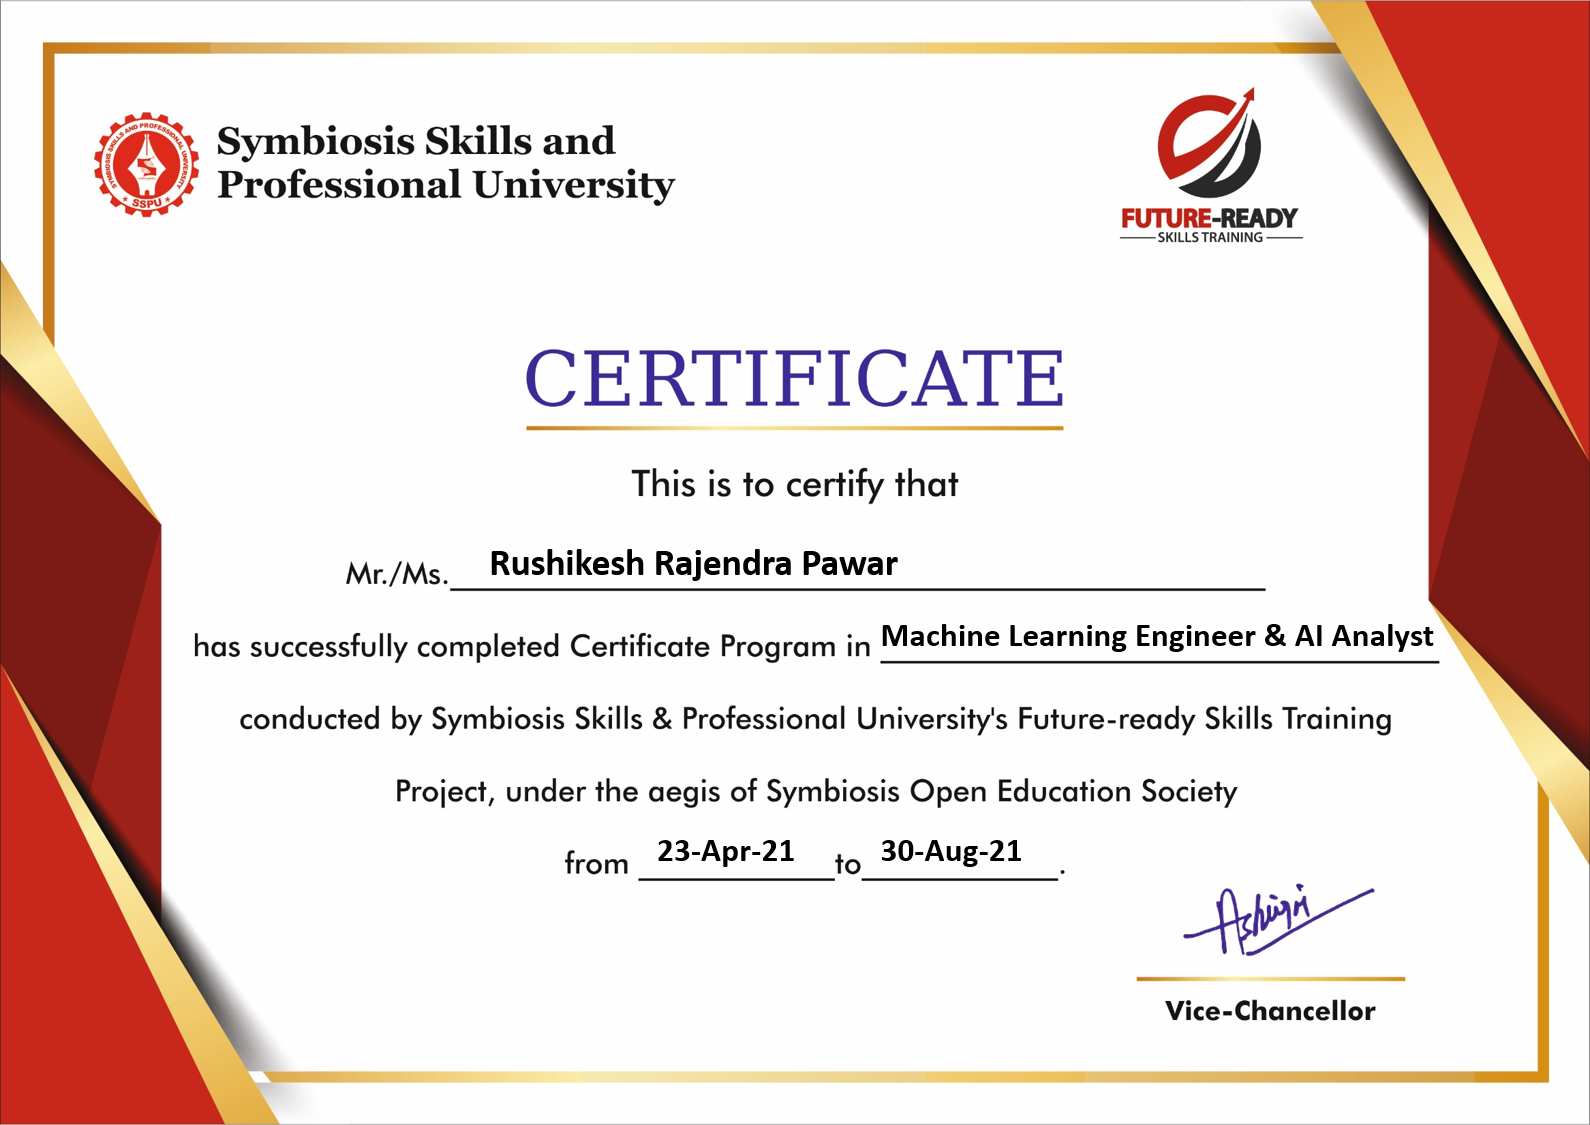 SYMBIOSIS SKILLS AND PROFESSIONAL UNIVERSITY
* SSPU *
Symbiosis Skills and
Professional University
FUTURE-READY
SKILLS TRAINING
CERTIFICATE
This is to certify that
Mr./Ms. Rushikesh Rajendra Pawar
has successfully completed Certificate Program in Machine Learning Engineer & AI Analyst
conducted by Symbiosis Skills & Professional University's Future-ready Skills Training
Project, under the aegis of Symbiosis Open Education Society
from 23-Apr-21 to 30-Aug-21.
Vice-Chancellor